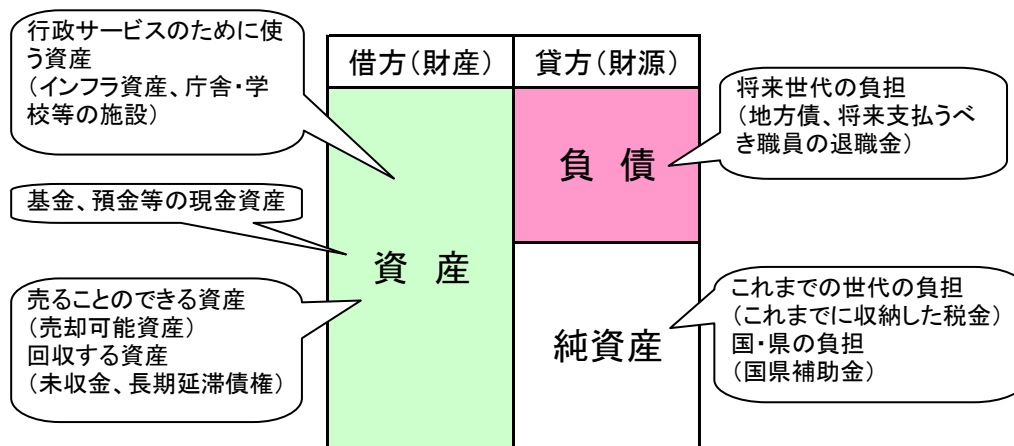 行政サービスのために使
う資産
(インフラ資産、庁舎・学
校等の施設)
基金、預金等の現金資産
売ることのできる資産
(売却可能資産)
回収する資産
(未収金、長期延滞債権)
借方(財産)
貸方(財源)
資 産
負 債
純資産
将来世代の負担
(地方債、将来支払うべ
き職員の退職金)
これまでの世代の負担
(これまでに収納した税金)
国・県の負担
(国県補助金)